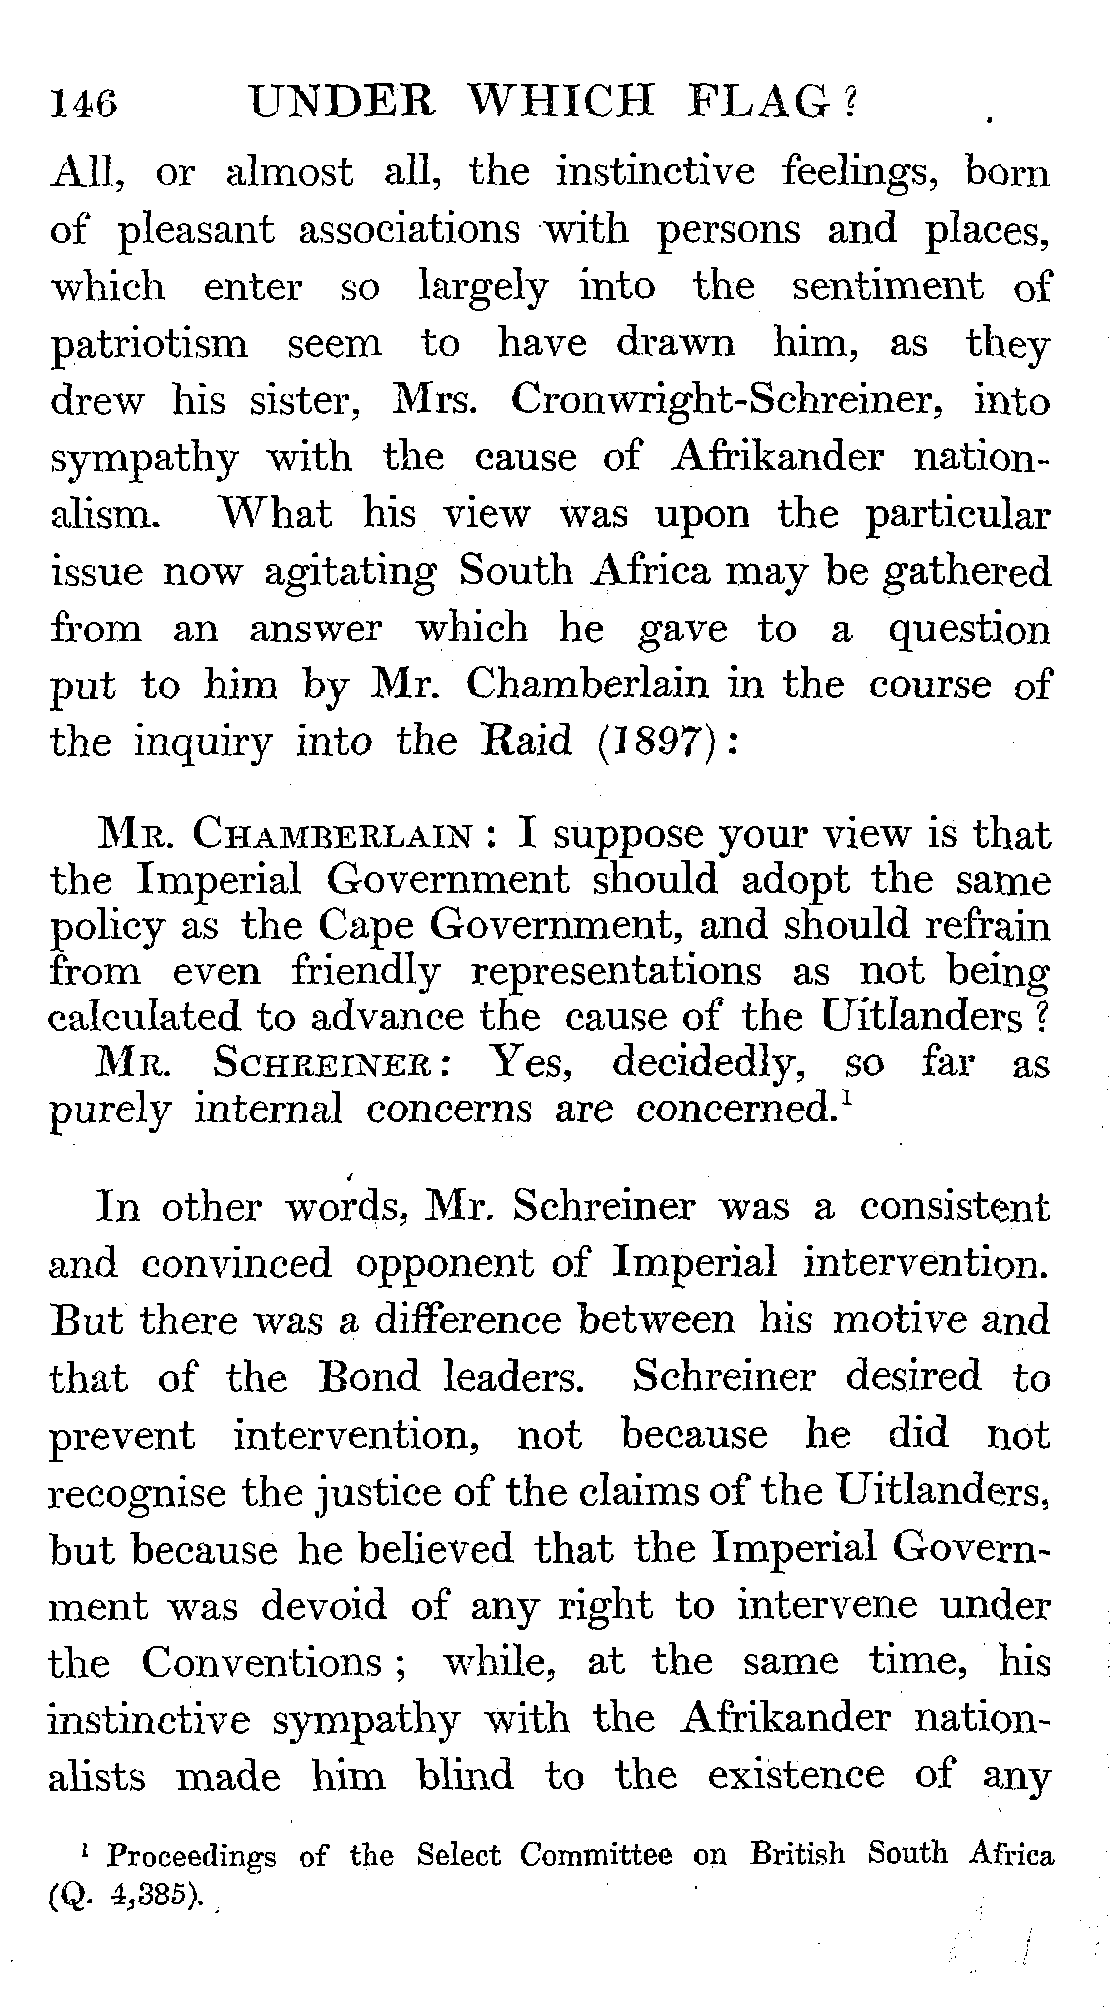 146 UNDER WHICH FLAG?
All, or almost all, the instinctive feelings, born
of pleasant associations with persons and places,
which enter so largely into the sentiment of
patriotism seem to have drawn him, as they
drew his sister, Mrs. Cronwright-Schreiner, into
sympathy with the cause of Afrikander nation-
alism. What his view was upon the particular
issue now agitating South Africa may be gathered
from an answer which he gave to a question
put to him by Mr. Chamberlain in the course of
the inquiry into the Raid (1897):
MR. CHAMBERLAIN: I suppose your view is that
the Imperial Government should adopt the same
policy as the Cape Government, and should refrain
from even friendly representations as not being
calculated to advance the cause of the Uitlanders?
MR. SCHREINER: Yes, decidedly, so far as
purely internal concerns are concerned.¹
In other words, Mr. Schreiner was a consistent
and convinced opponent of Imperial intervention.
But there was a difference between his motive and
that of the Bond leaders. Schreiner desired to
prevent intervention, not because he did not
recognise the justice of the claims of the Uitlanders,
but because he believed that the Imperial Govern-
ment was devoid of any right to intervene under
the Conventions; while, at the same time, his
instinctive sympathy with the Afrikander nation-
alists made him blind to the existence of any
¹ Proceedings of the Select Committee on British South Africa
(Q. 4,385).